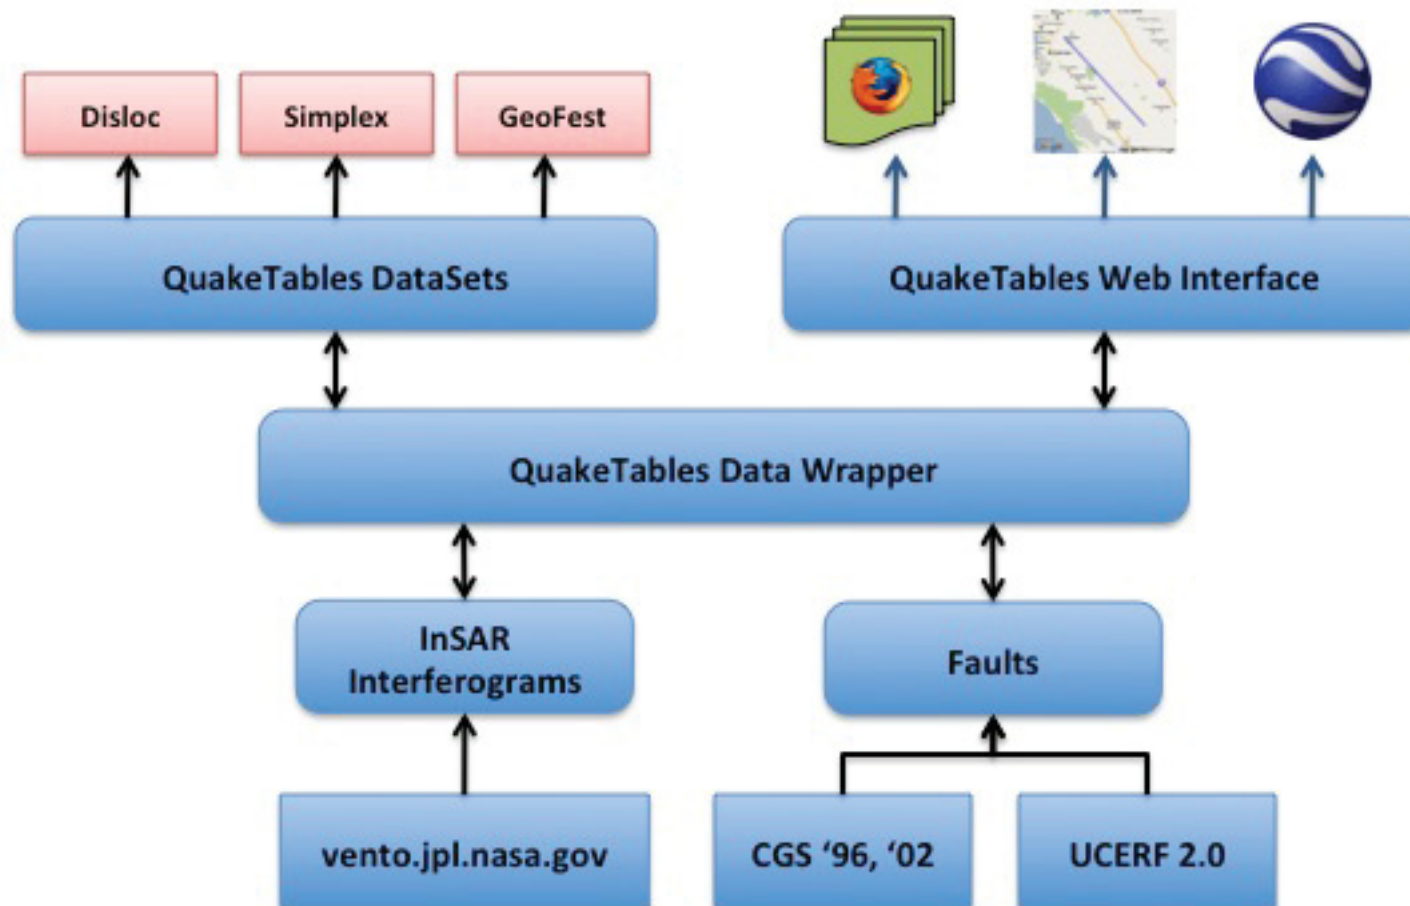 Disloc
Simplex
GeoFest
QuakeTables DataSets
QuakeTables Web Interface
QuakeTables Data Wrapper
InSAR
Interferograms
Faults
vento.jpl.nasa.gov
CGS ‘96, ‘02
UCERF 2.0